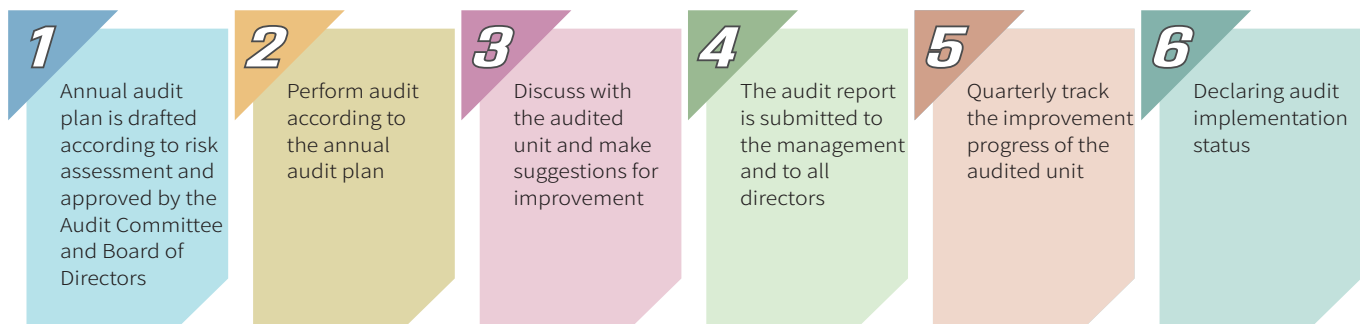 1
Annual audit
plan is drafted
according to risk
assessment and
approved by the
Audit Committee
and Board of
Directors
2
Perform audit
according to
the annual
audit plan
3
Discuss with
the audited
unit and make
suggestions for
improvement
4
The audit report
is submitted to
the management
and to all
directors
5
Quarterly track
the improvement
progress of the
audited unit
6
Declaring audit
implementation
status